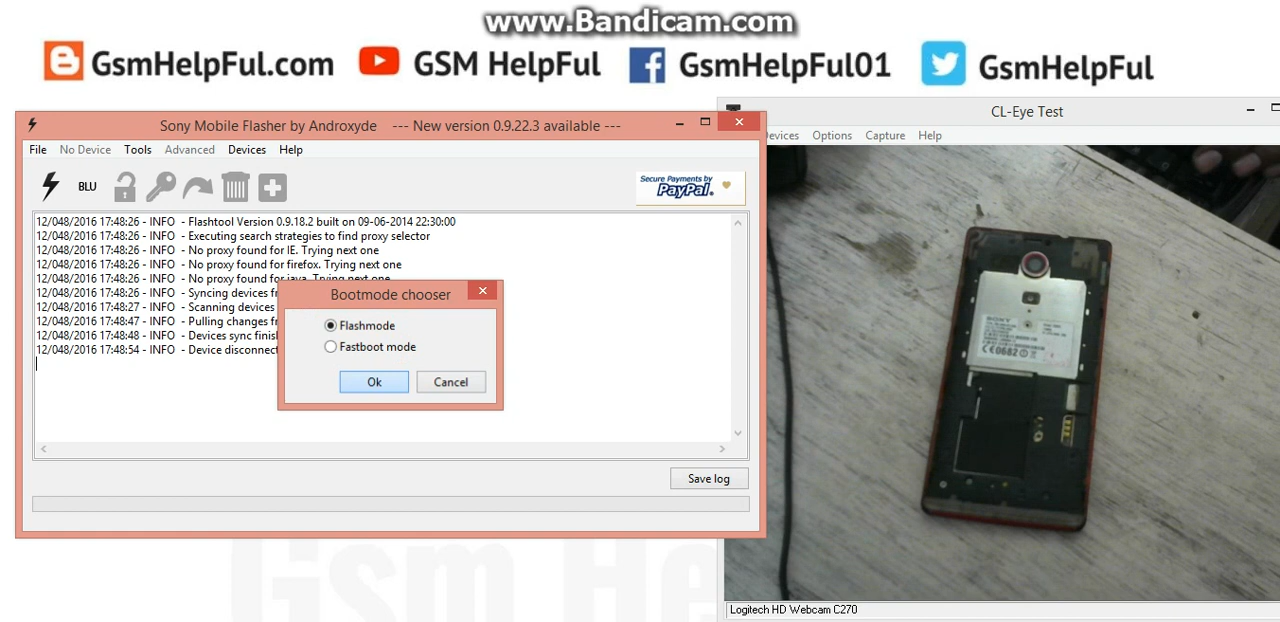 www.Bandicam.com
GsmHelpFul.com GSM HelpFul GsmHelpFul01 GsmHelpFul
Sony Mobile Flasher by Androxyde --- New version 0.9.22.3 available ---
File No Device Tools Advanced Devices Help
BLU
Secure Payments by
PayPal
12/048/2016 17:48:26 - INFO - Flashtool Version 0.9.18.2 built on 09-06-2014 22:30:00
12/048/2016 17:48:26 - INFO - Executing search strategies to find proxy selector
12/048/2016 17:48:26 - INFO - No proxy found for IE. Trying next one
12/048/2016 17:48:26 - INFO - No proxy found for firefox. Trying next one
12/048/2016 17:48:26 - INFO - No proxy found for java. Trying next one
12/048/2016 17:48:26 - INFO - Syncing devices fr
12/048/2016 17:48:27 - INFO - Scanning devices
12/048/2016 17:48:47 - INFO - Pulling changes fr
12/048/2016 17:48:48 - INFO - Devices sync finis
12/048/2016 17:48:54 - INFO - Device disconnect
Bootmode chooser
Flashmode
Fastboot mode
Ok Cancel
Save log
CL-Eye Test
evices Options Capture Help
SONY
CE0682
Logitech HD Webcam C270
Gsm He